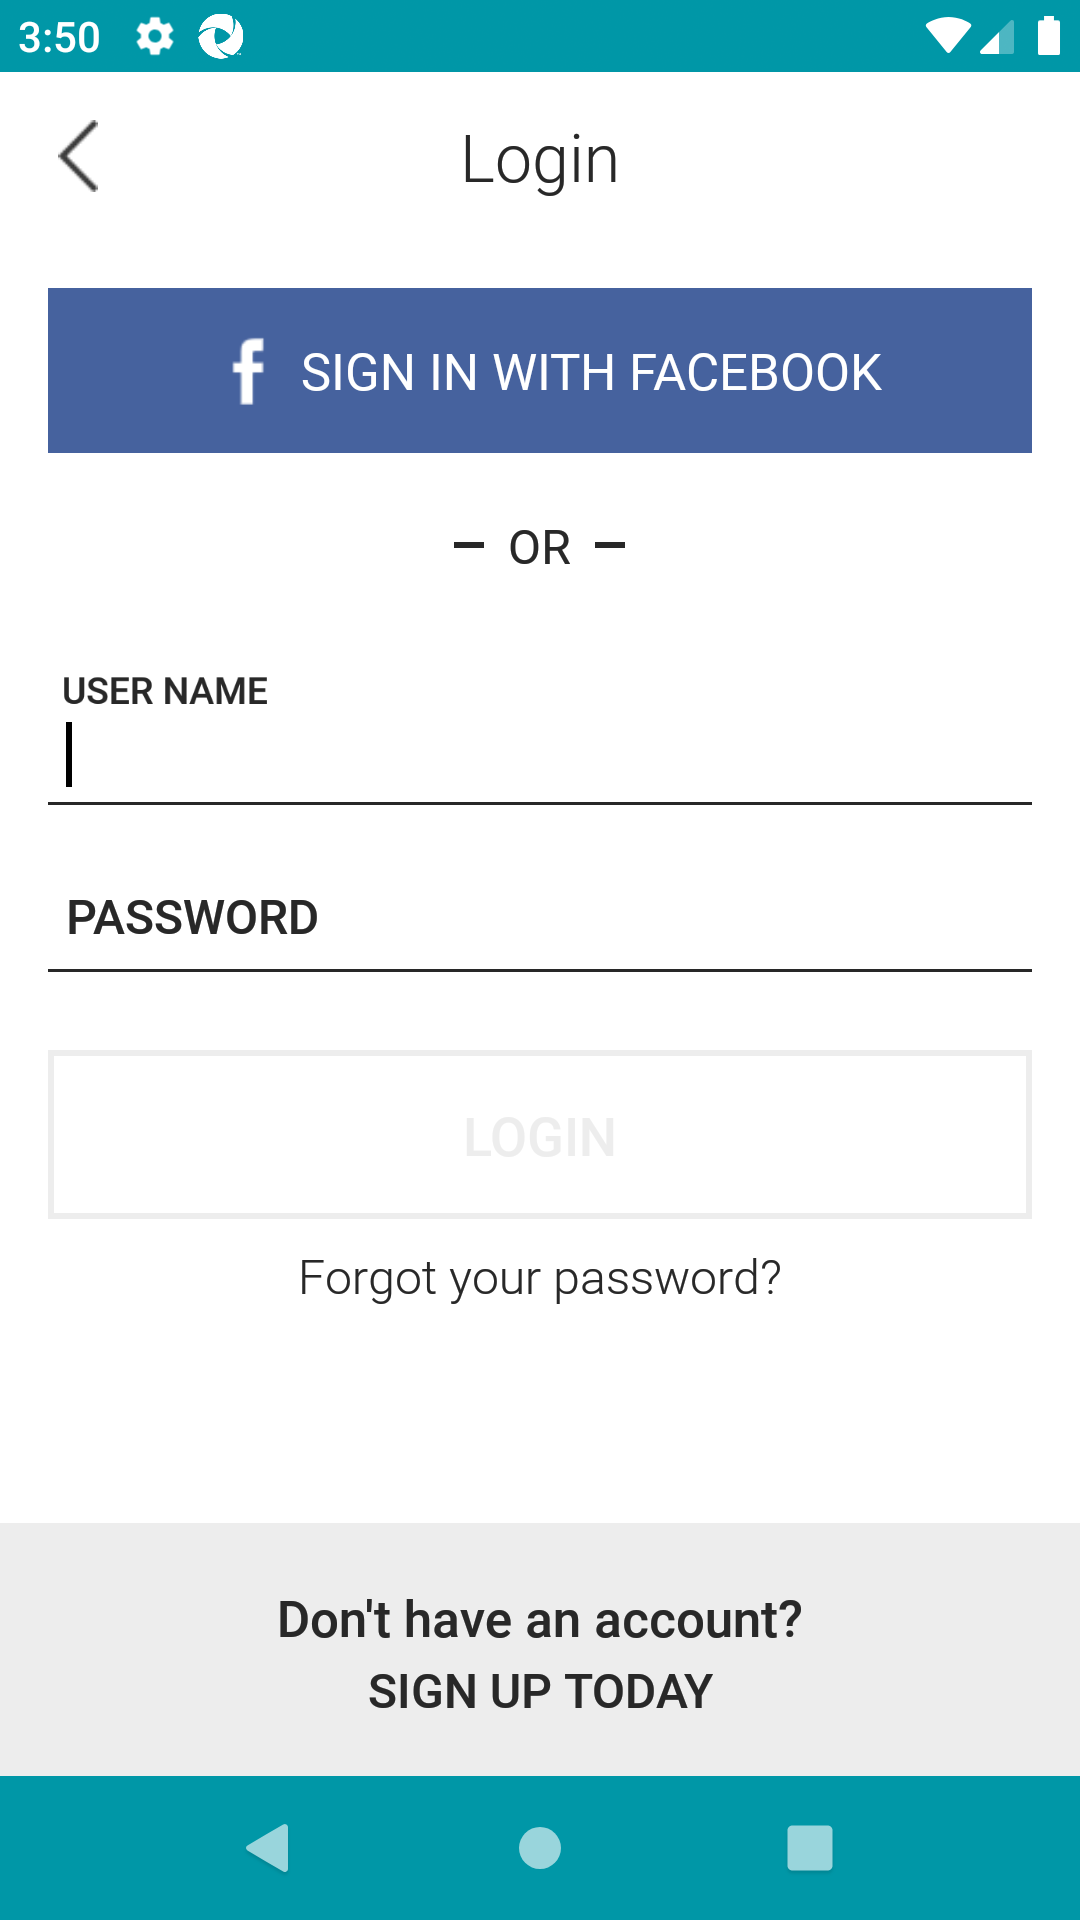 3:50
Login
SIGN IN WITH FACEBOOK
OR
USER NAME
PASSWORD
LOGIN
Forgot your password?
Don't have an account?
SIGN UP TODAY